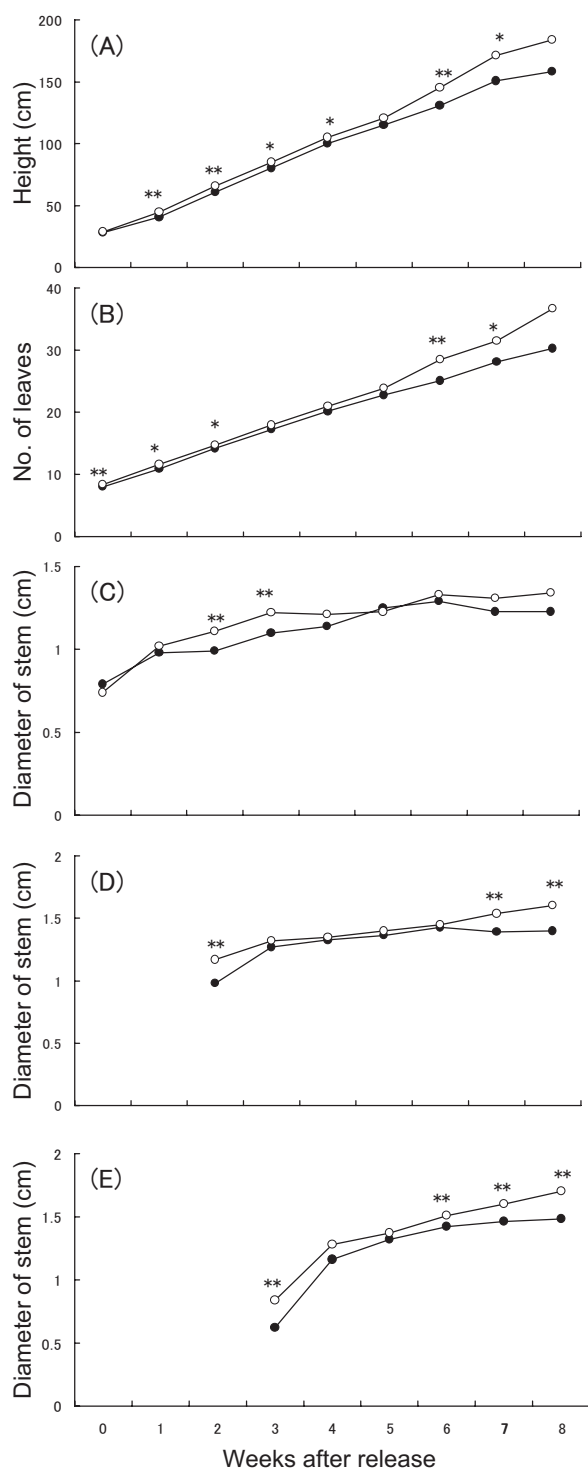 (A)
Height (cm)
200
150
100
50
0
** ** * * ** *
(B)
No. of leaves
40
30
20
10
0
** * * ** *
(C)
Diameter of stem (cm)
1.5
1
0.5
0
** **
(D)
Diameter of stem (cm)
2
1.5
1
0.5
0
** ** **
(E)
Diameter of stem (cm)
2
1.5
1
0.5
0
** ** ** **
0 1 2 3 4 5 6 7 8
Weeks after release